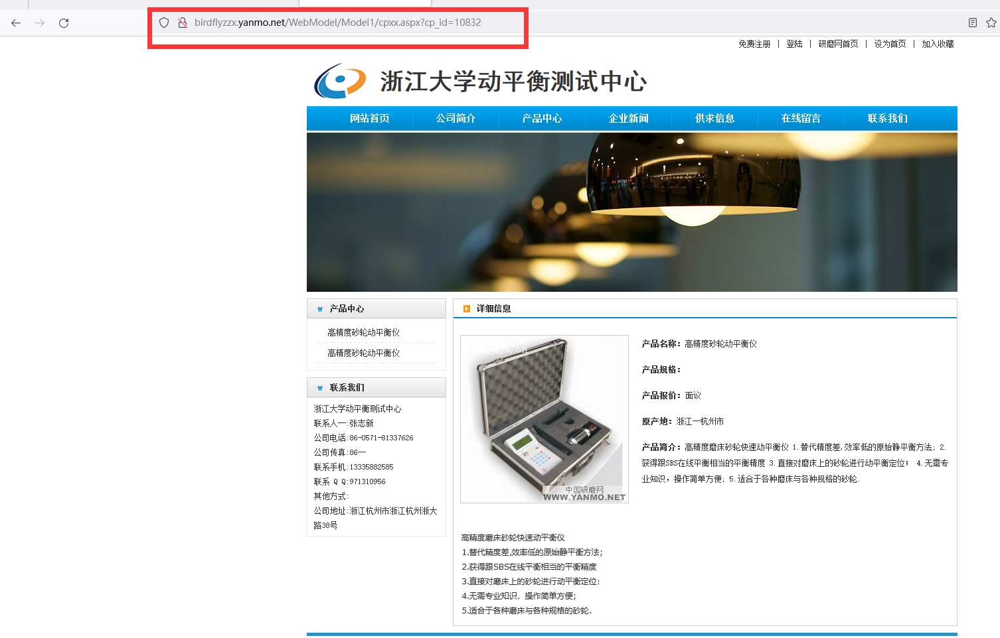 birdflyzzx.yanmo.net/WebModel/Model1/cpxx.aspx?cp_id=10832
免费注册 | 登陆 | 研磨网首页 | 设为首页 | 加入收藏
浙江大学动平衡测试中心
网站首页 公司简介 产品中心 企业新闻 供求信息 在线留言 联系我们
产品中心
高精度砂轮动平衡仪
高精度砂轮动平衡仪
联系我们
浙江大学动平衡测试中心
联系人一:张志新
公司电话:86-0571-81337626
公司传真:86—
联系手机:13335882585
联系 Q Q:971310956
其他方式:
公司地址:浙江杭州市浙江杭州浙大
路38号
详细信息
中国研磨网
WWW.YANMO.NET
产品名称：高精度砂轮动平衡仪
产品规格：
产品报价：面议
原产地：浙江—杭州市
产品简介：高精度磨床砂轮快速动平衡仪 1.替代精度差,效率低的原始静平衡方法; 2.
获得跟SBS在线平衡相当的平衡精度 3.直接对磨床上的砂轮进行动平衡定位； 4.无需专
业知识，操作简单方便; 5.适合于各种磨床与各种规格的砂轮.
高精度磨床砂轮快速动平衡仪
1.替代精度差,效率低的原始静平衡方法;
2.获得跟SBS在线平衡相当的平衡精度
3.直接对磨床上的砂轮进行动平衡定位;
4.无需专业知识，操作简单方便;
5.适合于各种磨床与各种规格的砂轮.